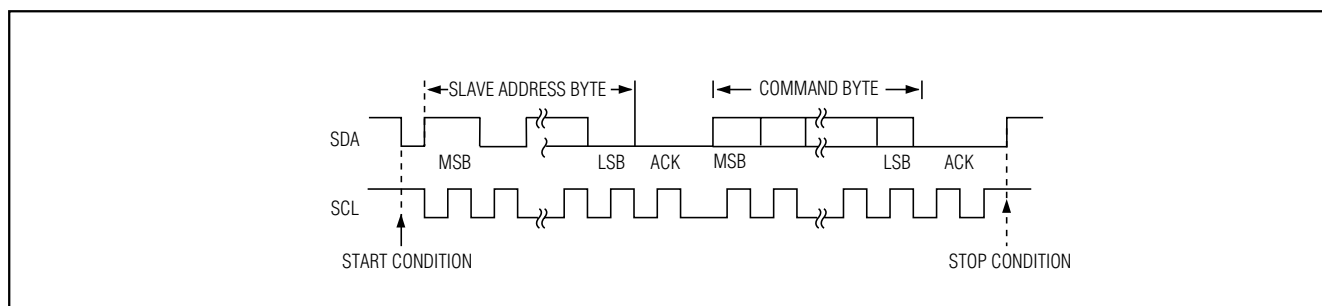 SLAVE ADDRESS BYTE
COMMAND BYTE
SDA
MSB
LSB
ACK
MSB
LSB
ACK
SCL
START CONDITION
STOP CONDITION